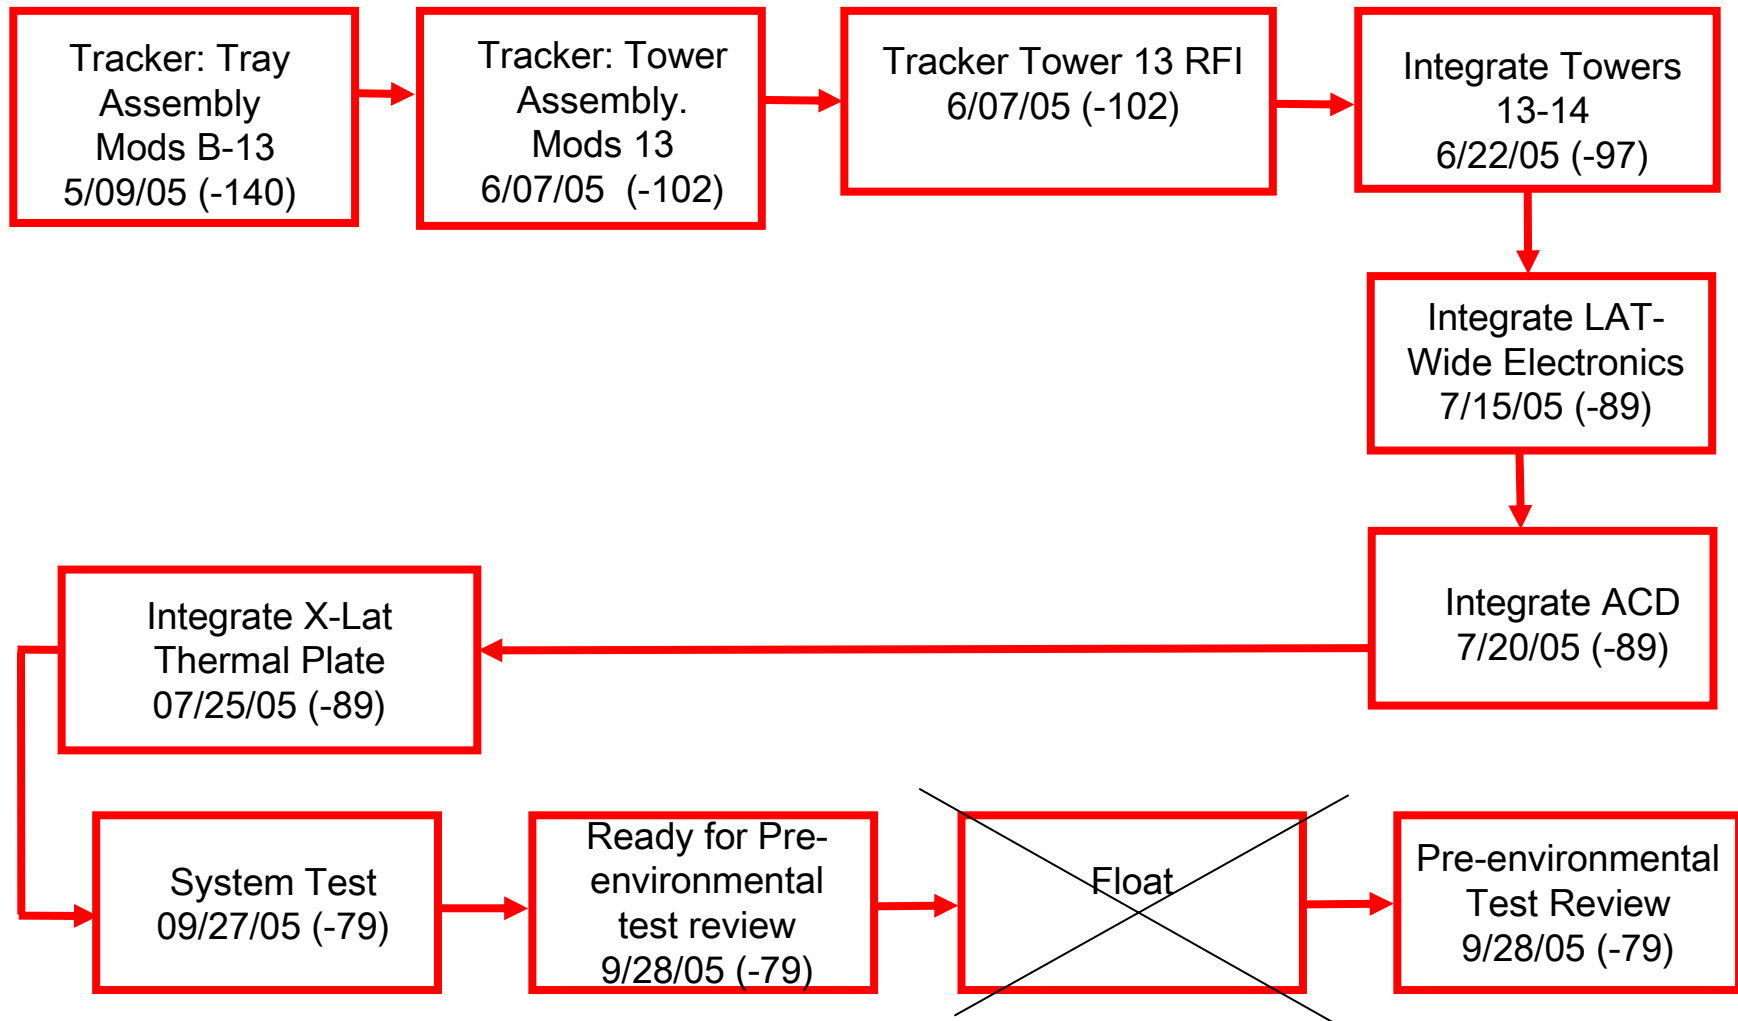 Tracker: Tray
Assembly
Mods B-13
5/09/05 (-140)
Tracker: Tower
Assembly.
Mods 13
6/07/05 (-102)
Tracker Tower 13 RFI
6/07/05 (-102)
Integrate Towers
13-14
6/22/05 (-97)
Integrate LAT-
Wide Electronics
7/15/05 (-89)
Integrate ACD
7/20/05 (-89)
Integrate X-Lat
Thermal Plate
07/25/05 (-89)
System Test
09/27/05 (-79)
Ready for Pre-
environmental
test review
9/28/05 (-79)
Float
Pre-environmental
Test Review
9/28/05 (-79)